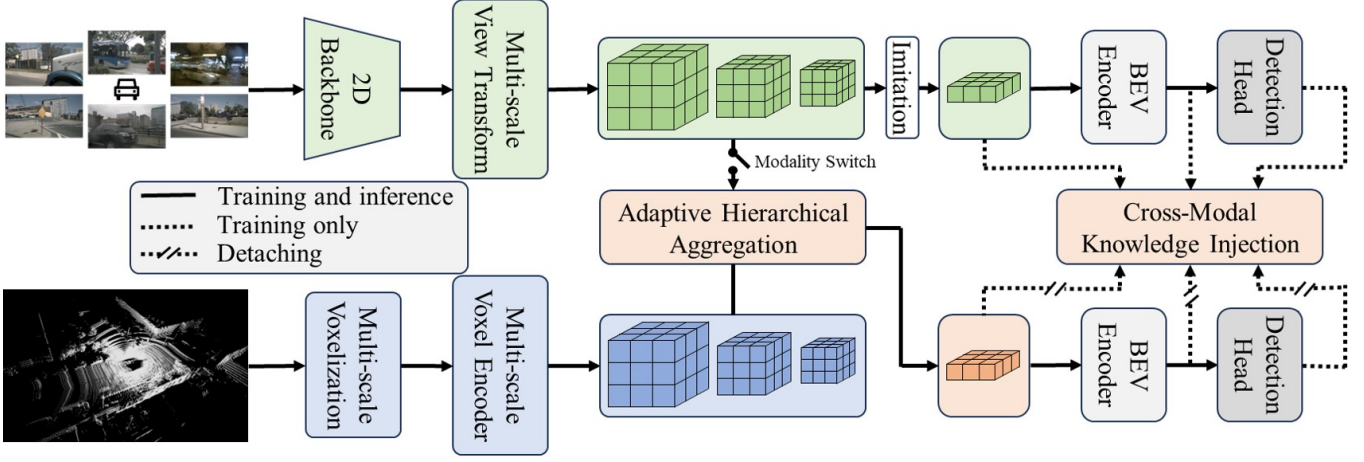 2D
Backbone
Multi-scale
View Transform
Imitation
BEV
Encoder
Detection
Head
Modality Switch
Training and inference
Training only
Detaching
Adaptive Hierarchical
Aggregation
Cross-Modal
Knowledge Injection
Multi-scale
Voxelization
Multi-scale
Voxel Encoder
BEV
Encoder
Detection
Head